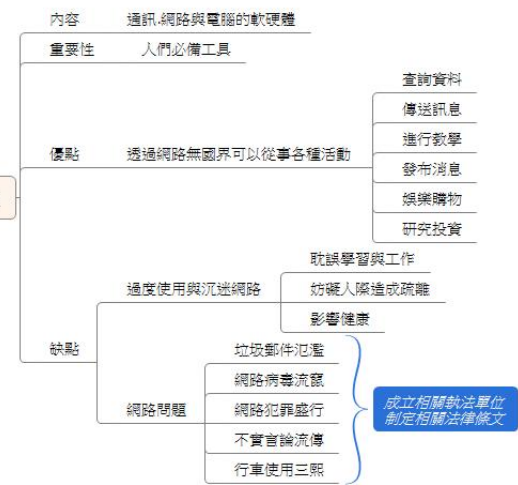 內容 通訊.網路與電腦的軟硬體
重要性 人們必備工具
優點 透過網路無國界可以從事各種活動
查詢資料
傳送訊息
進行教學
發布消息
娛樂購物
研究投資
缺點
過度使用與沉迷網路
耽誤學習與工作
妨礙人際造成疏離
影響健康
網路問題
垃圾郵件氾濫
網路病毒流竄
網路犯罪盛行
不實言論流傳
行車使用三熙
成立相關執法單位
制定相關法律條文